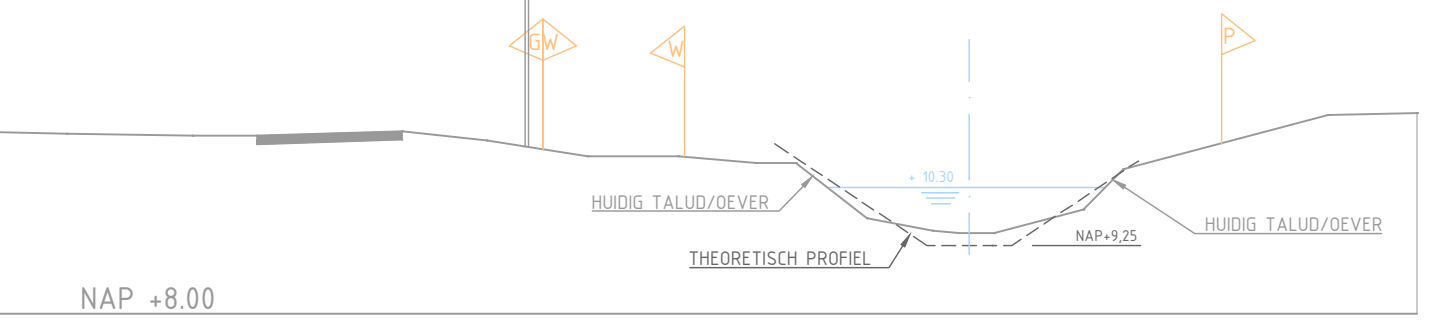 GW
W
P
+ 10.30
HUIDIG TALUD/OEVER
HUIDIG TALUD/OEVER
NAP+9,25
THEORETISCH PROFIEL
NAP +8.00